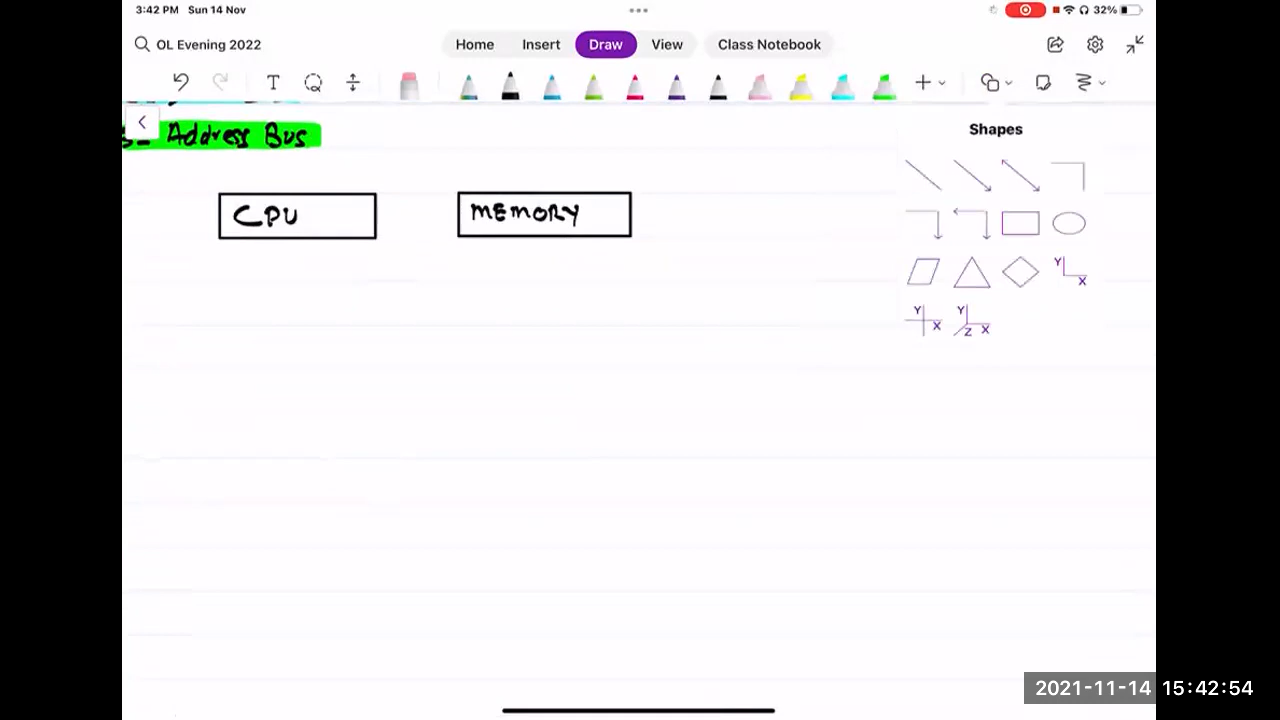 3:42 PM Sun 14 Nov
32%
OL Evening 2022
Home Insert Draw View Class Notebook
T
Address Bus
Shapes
CPU
MEMORY
Y X
Y X
Y Z X
2021-11-14 15:42:54